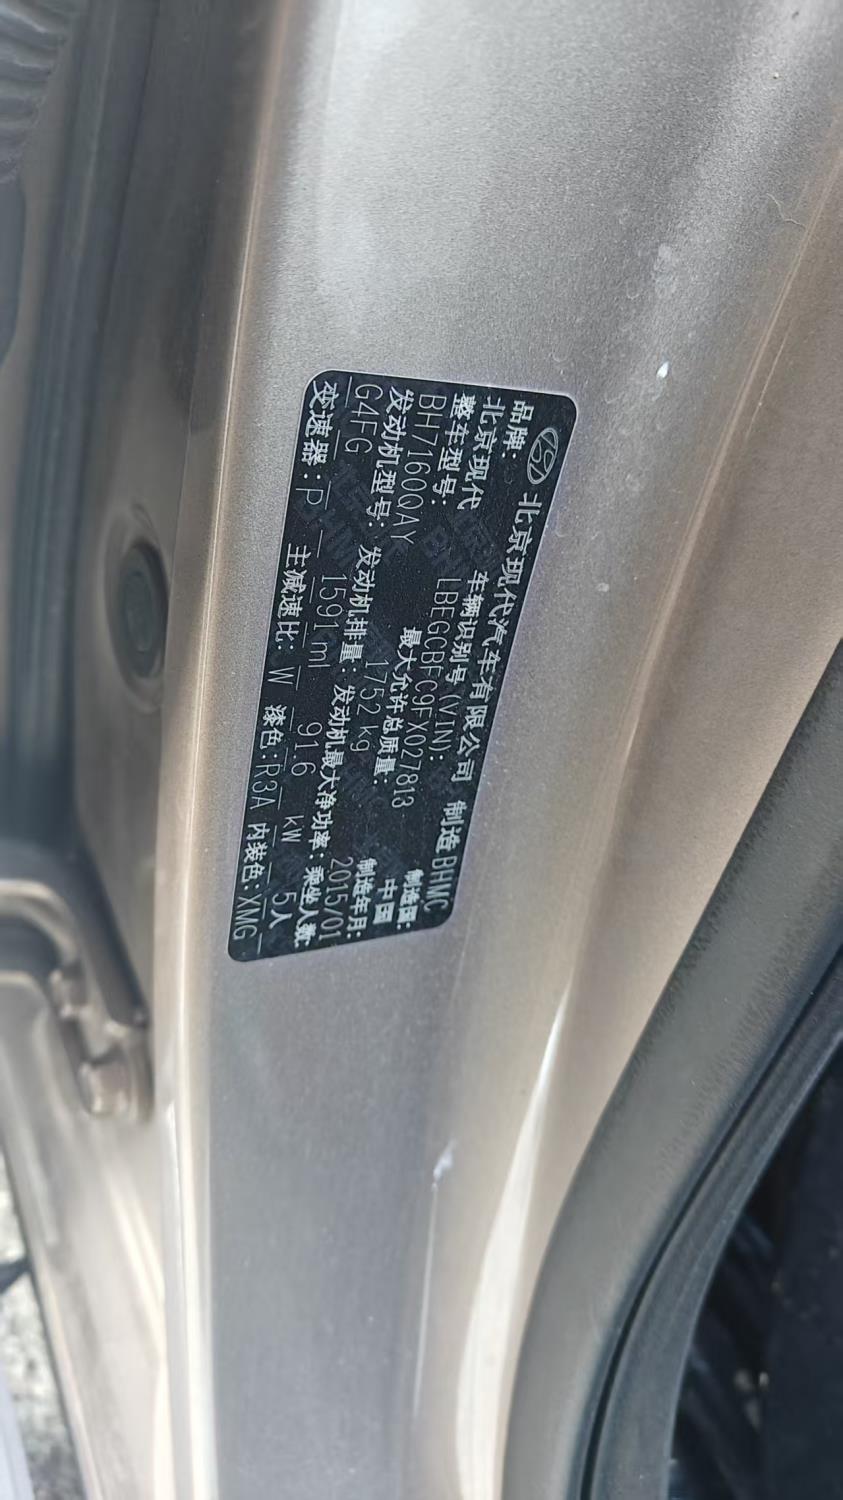 北京现代汽车有限公司 制造 BHMC
品牌: 车辆识别号 (VIN): 制造国:
北京现代 LBEGCBFC9FX027813 中国
整车型号: 最大允许总质量: 制造年月:
BH7160QAY 1752 kg 2015/01
发动机型号: 发动机排量: 发动机最大净功率: 乘坐人数:
G4FG 1591 ml 91.6 kW 5人
变速器: P 主减速比: W 漆色: R3A 内装色: XMG